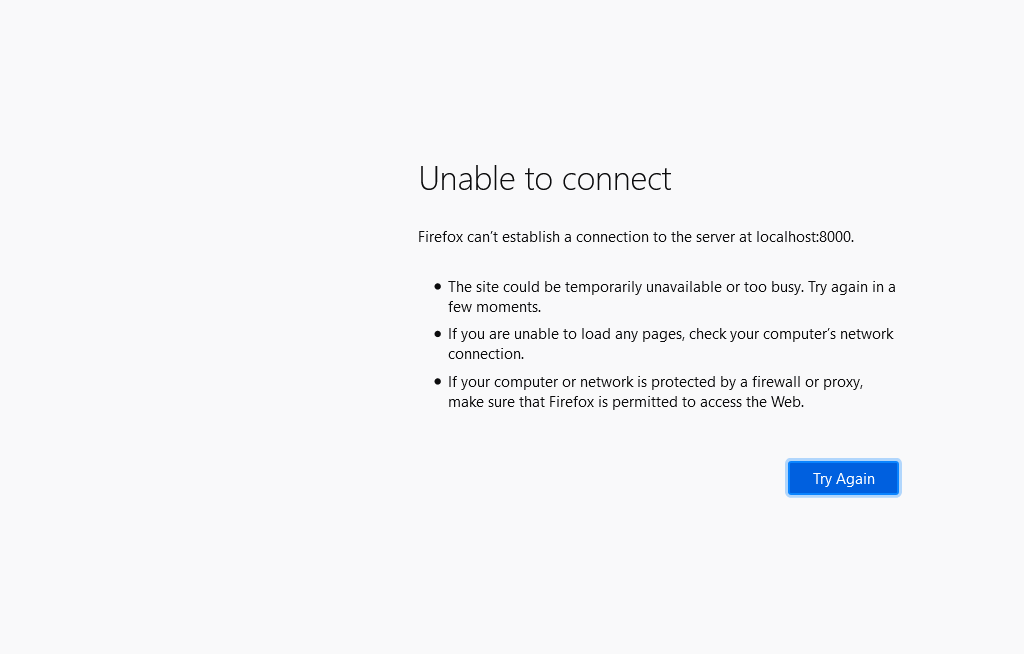 Unable to connect
Firefox can’t establish a connection to the server at localhost:8000.
• The site could be temporarily unavailable or too busy. Try again in a
few moments.
• If you are unable to load any pages, check your computer’s network
connection.
• If your computer or network is protected by a firewall or proxy,
make sure that Firefox is permitted to access the Web.
Try Again